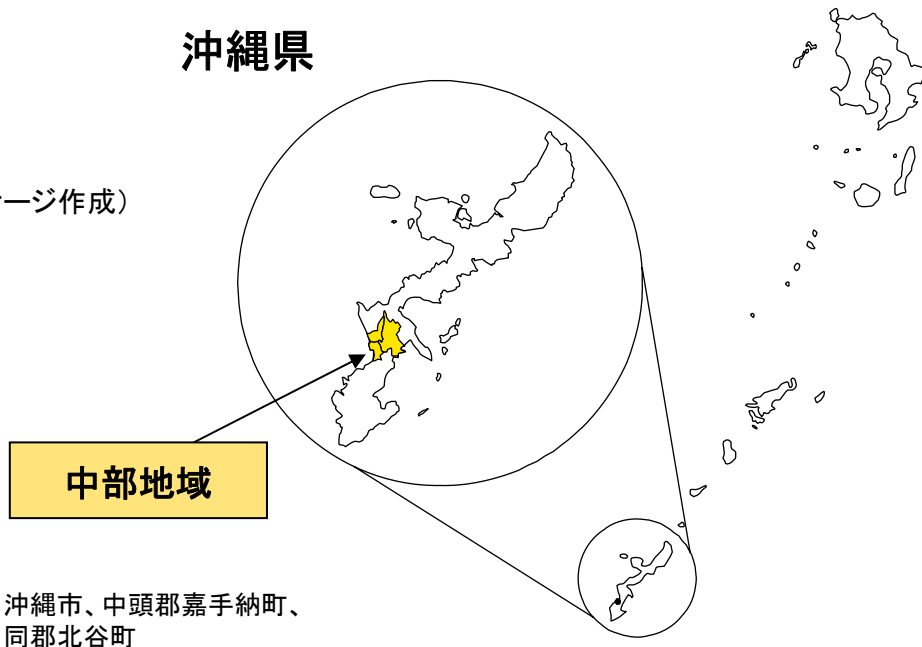 沖縄県
ージ作成）
中部地域
沖縄市、中頭郡嘉手納町、
同郡北谷町